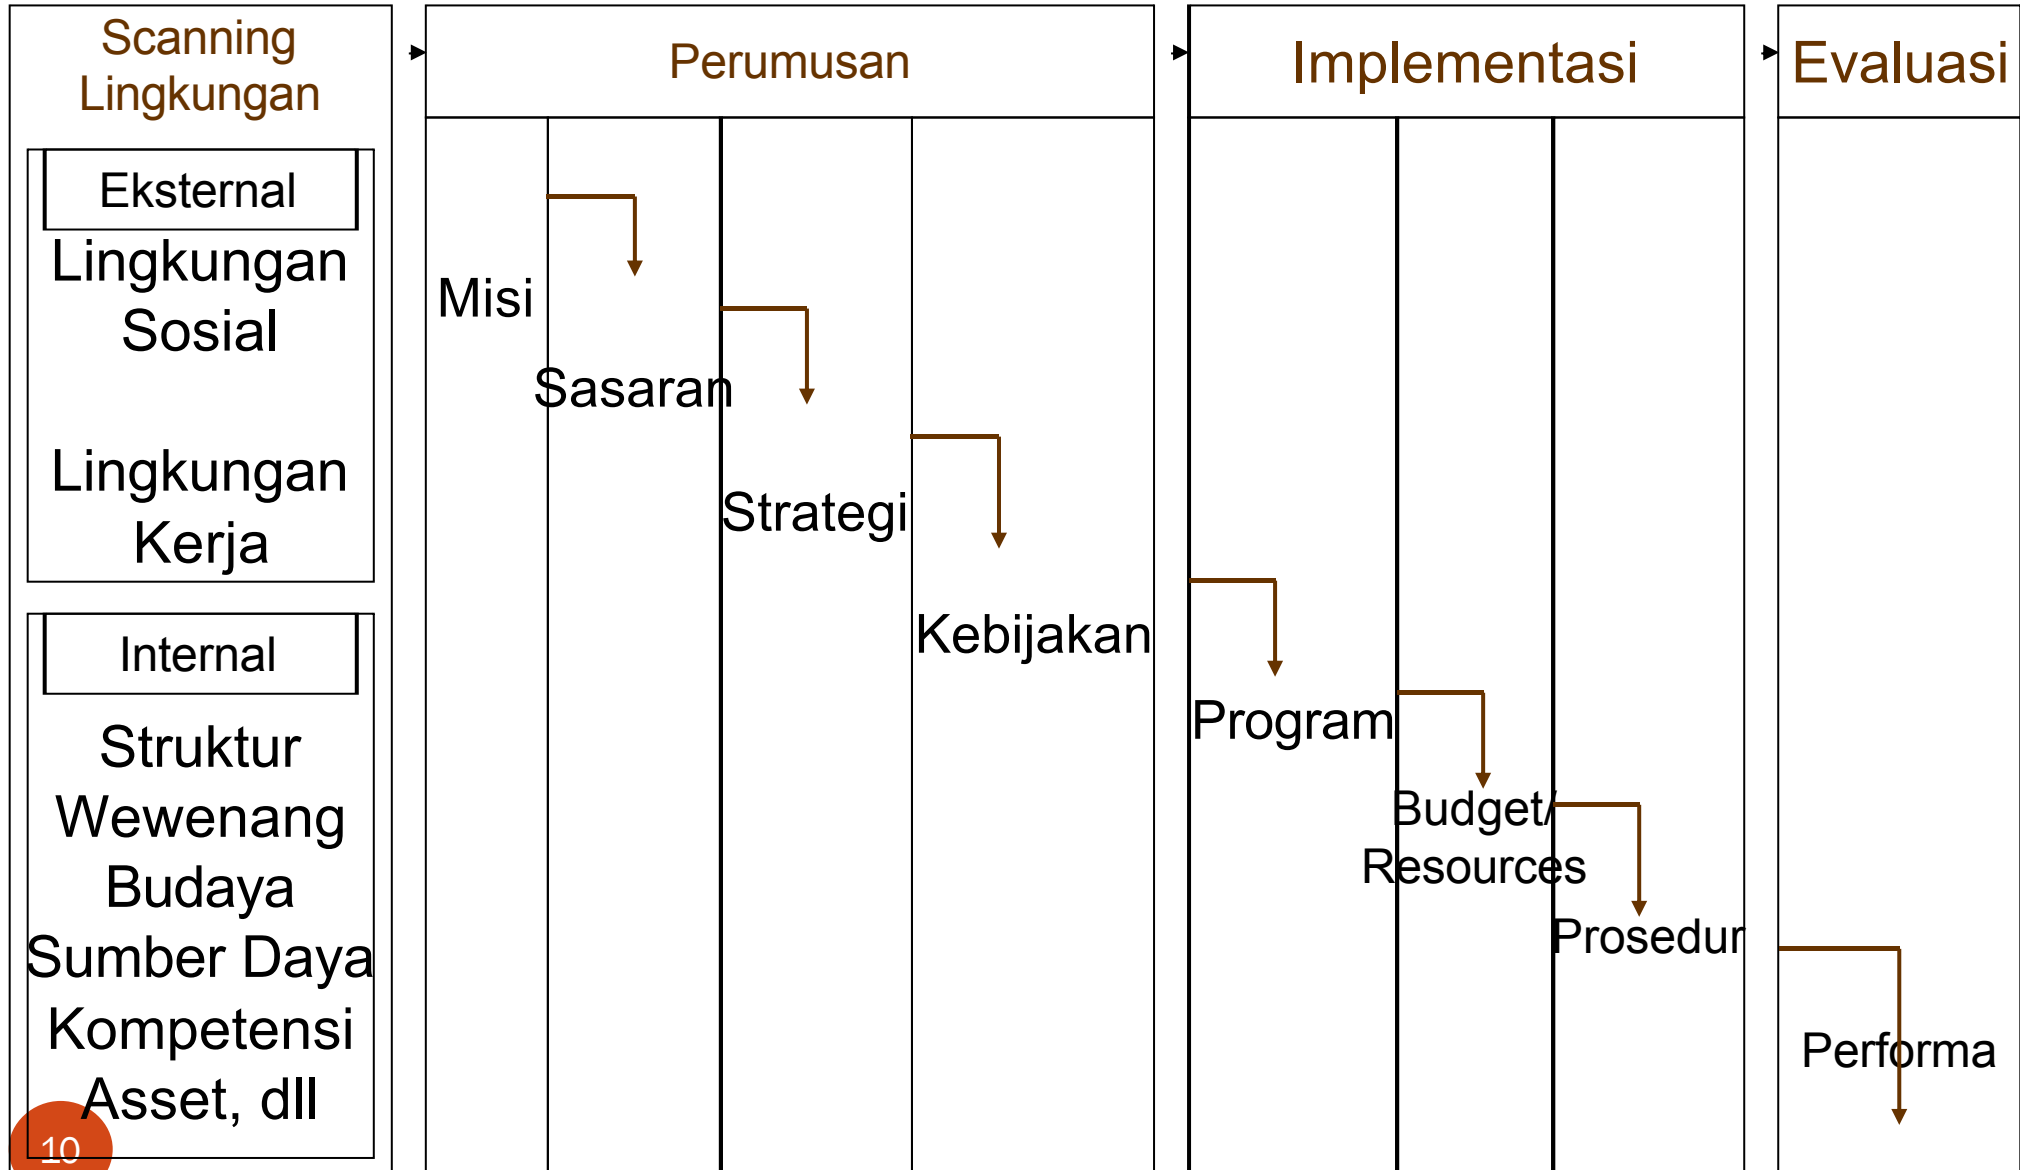 Scanning
Lingkungan
Eksternal
Lingkungan
Sosial
Lingkungan
Kerja
Internal
Struktur
Wewenang
Budaya
Sumber Daya
Kompetensi
Asset, dll
10
Perumusan
Misi
Sasaran
Strategi
Kebijakan
Implementasi
Program
Budget/
Resources
Prosedur
Evaluasi
Performa